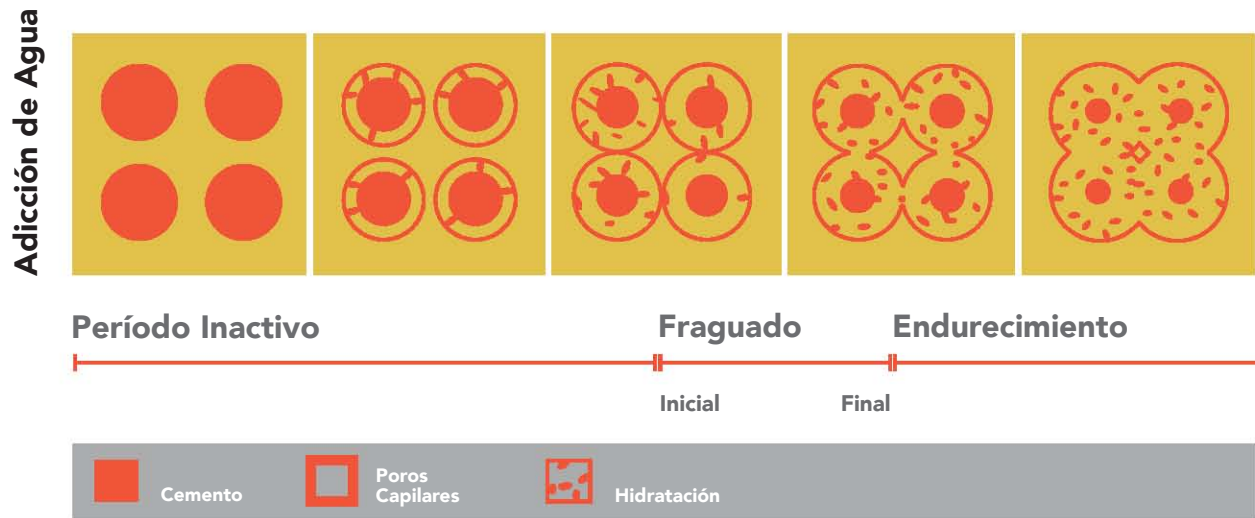 Adicción de Agua
Período Inactivo
Fraguado
Endurecimiento
Inicial
Final
Cemento
Poros
Capilares
Hidratación